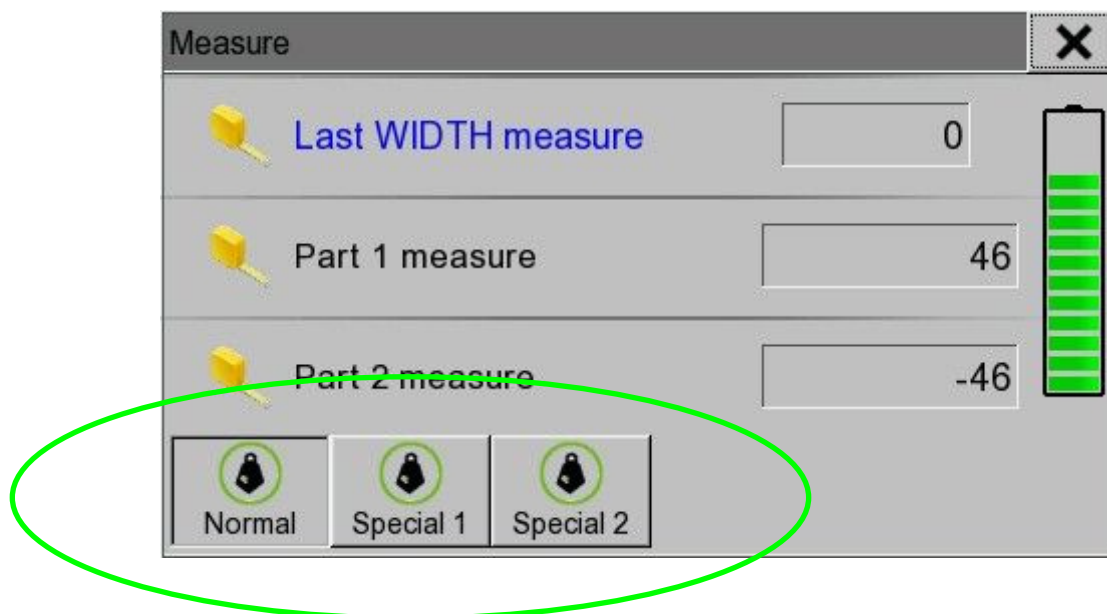 Measure
Last WIDTH measure 0
Part 1 measure 46
Part 2 measure -46
Normal Special 1 Special 2